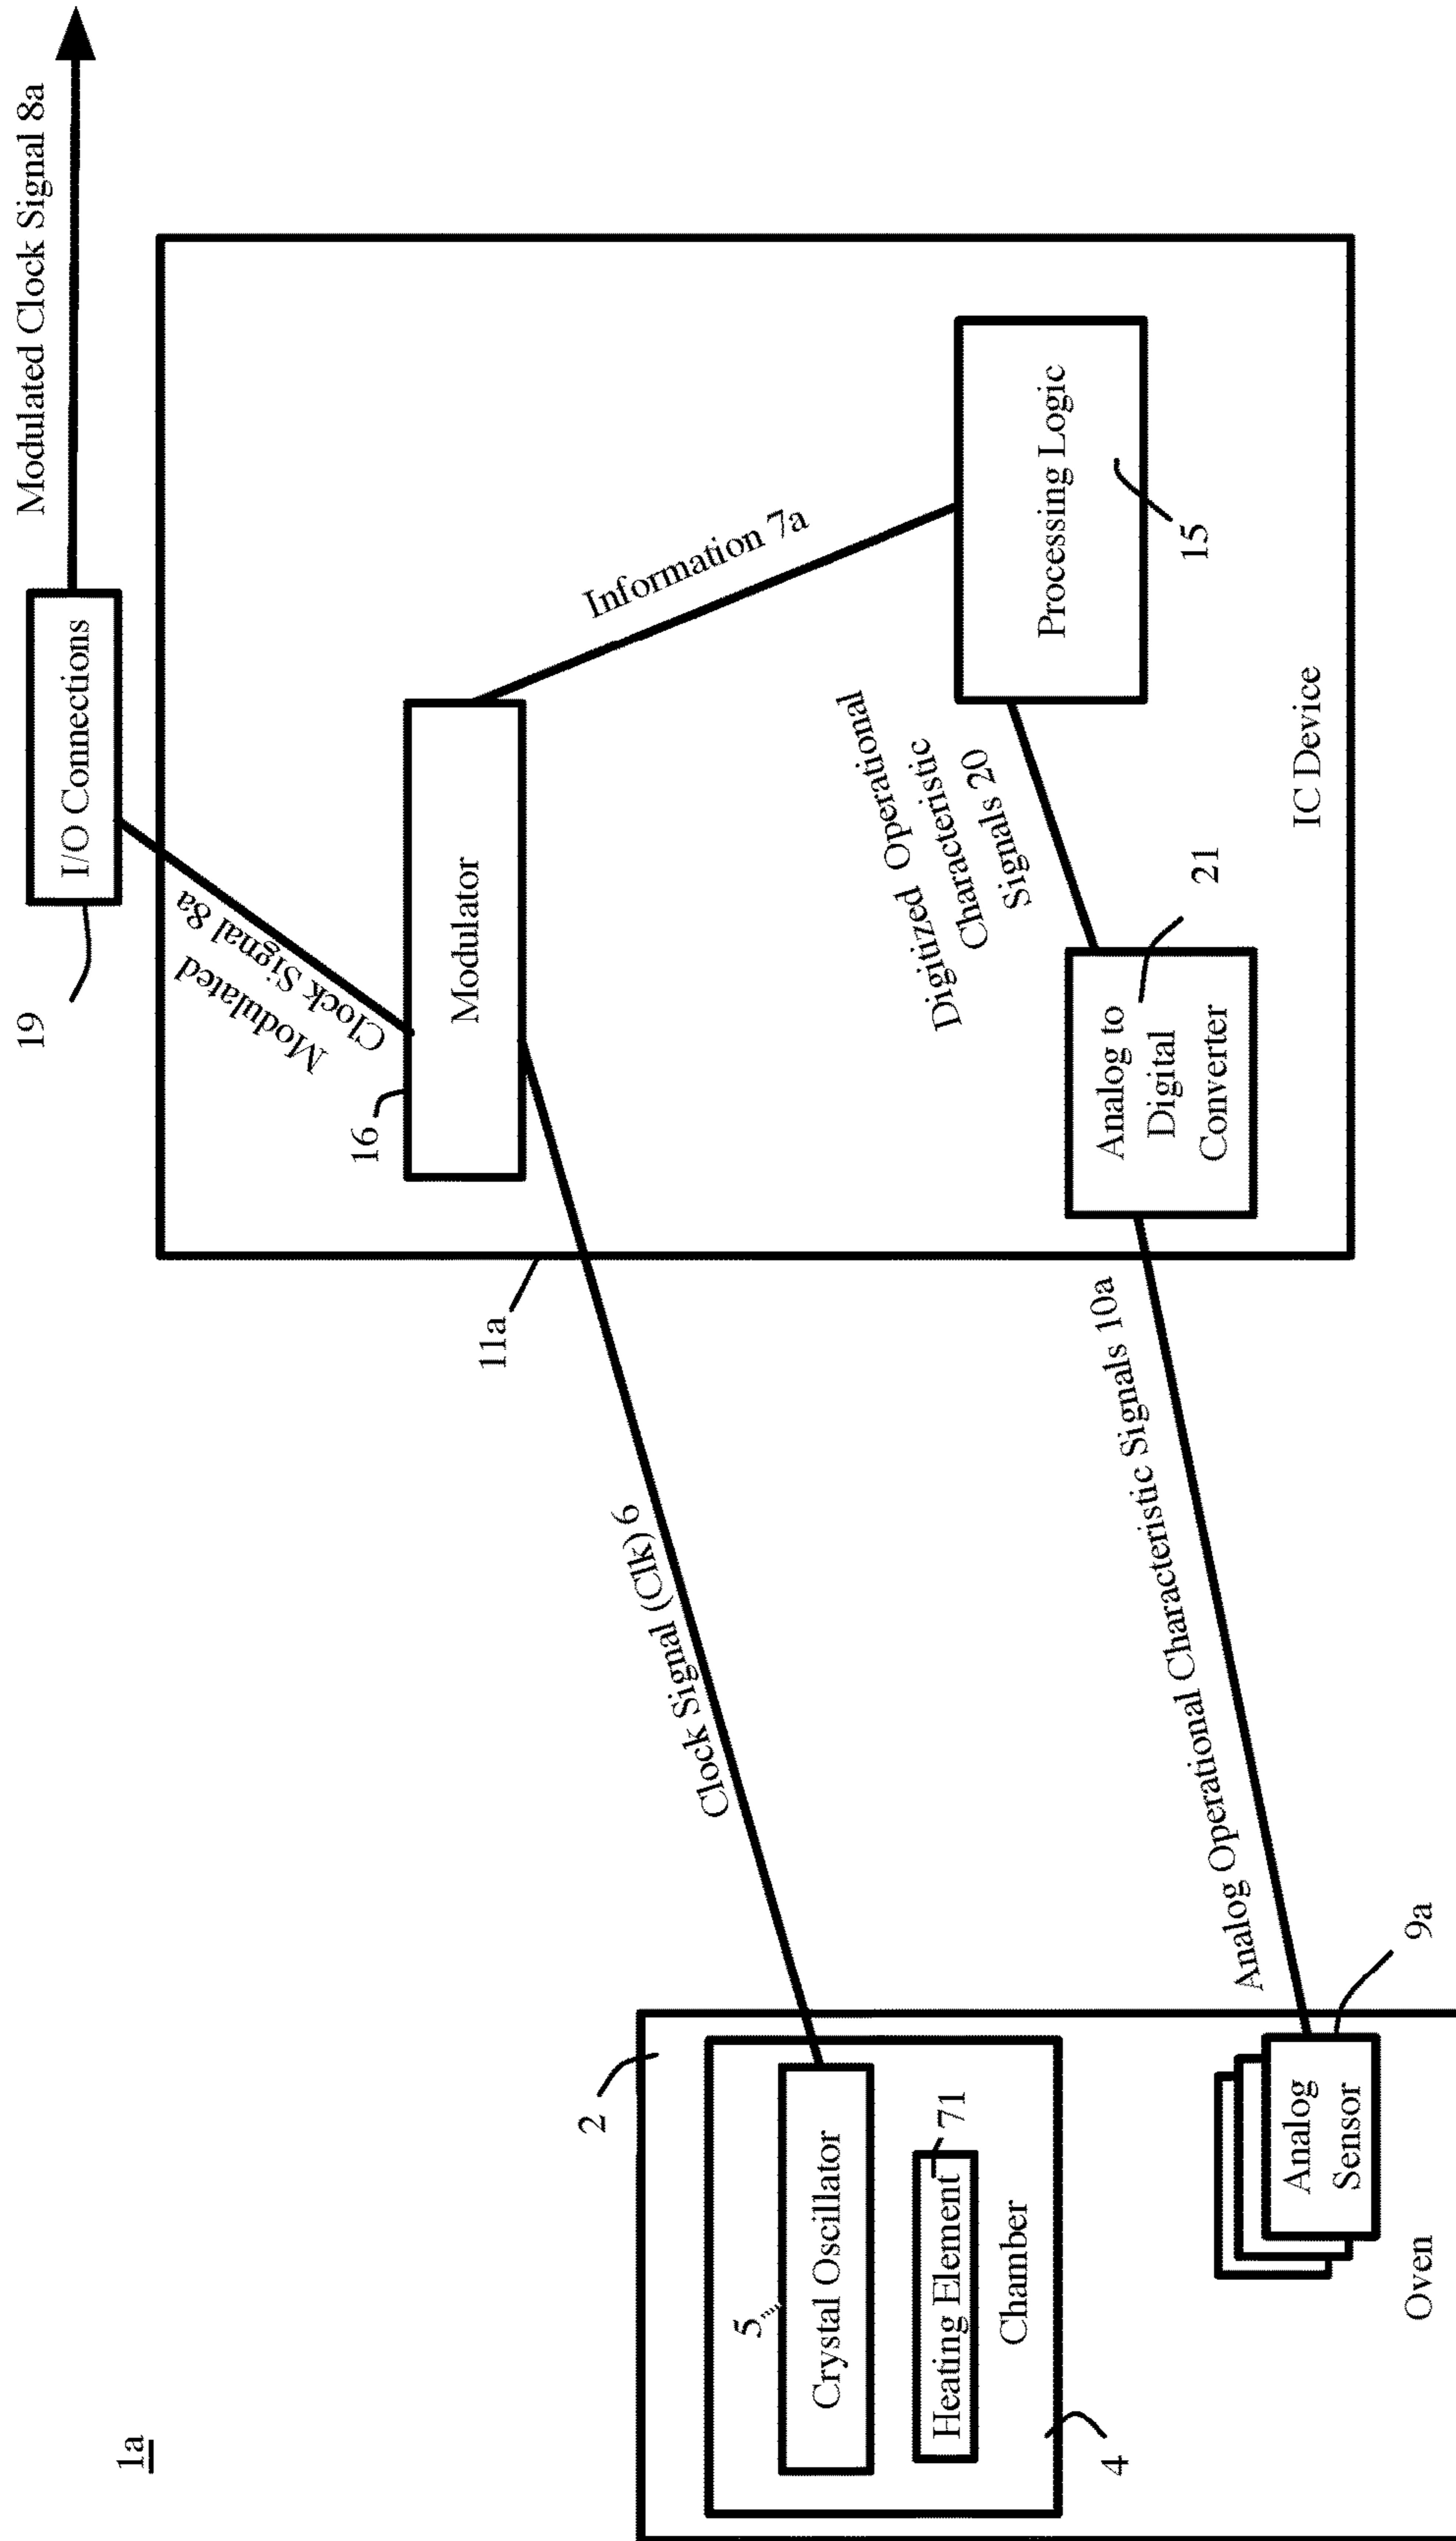 1a
19
I/O Connections
Modulated Clock Signal 8a
Modulated
Clock Signal 8a
16
Modulator
11a
Information 7a
Clock Signal (Clk) 6
2
5
Crystal Oscillator
Heating Element
71
Chamber
4
Digitized Operational
Characteristic
Signals 20
Processing Logic
15
Analog to
Digital
Converter
21
IC Device
Analog Operational Characteristic Signals 10a
Analog
Sensor
9a
Oven